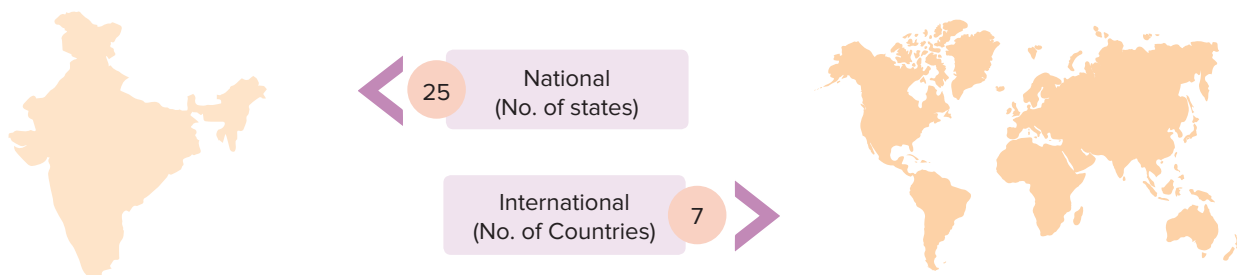 25
National
(No. of states)
International
(No. of Countries)
7